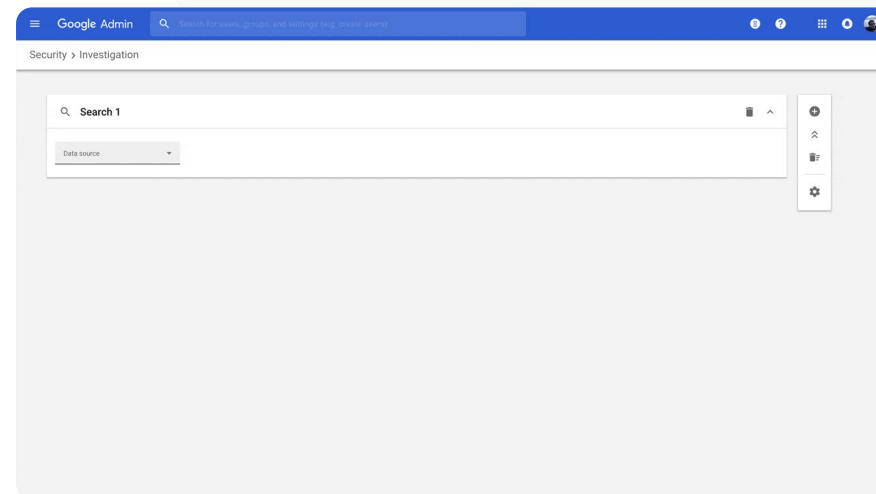 Google Admin
Search for users, groups, and settings (e.g. create users)
Security > Investigation
Search 1
Data source